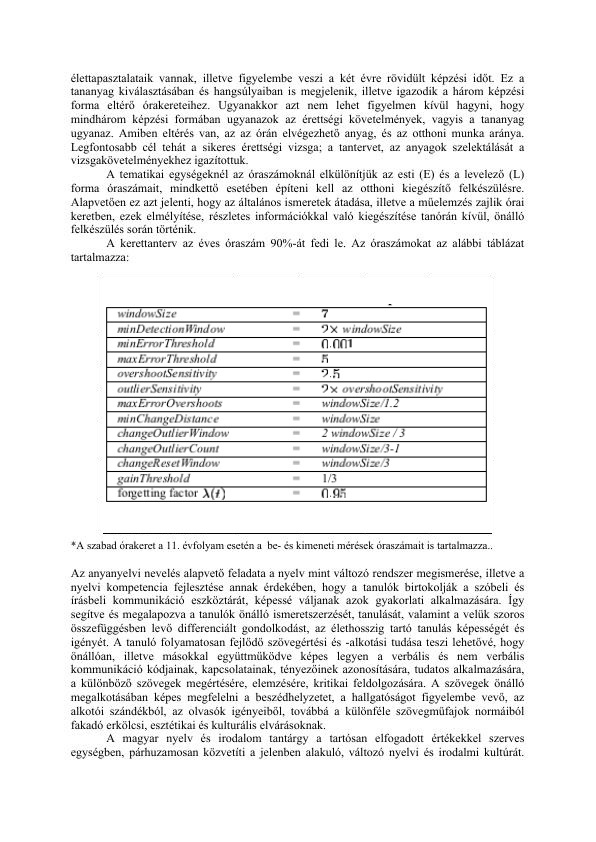 élettapasztalataik vannak, illetve figyelembe veszi a két évre rövidült képzési időt. Ez a
tananyag kiválasztásában és hangsúlyaiban is megjelenik, illetve igazodik a három képzési
forma eltérő órakereteihez. Ugyanakkor azt nem lehet figyelmen kívül hagyni, hogy
mindhárom képzési formában ugyanazok az érettségi követelmények, vagyis a tananyag
ugyanaz. Amiben eltérés van, az az órán elvégezhető anyag, és az otthoni munka aránya.
Legfontosabb cél tehát a sikeres érettségi vizsga; a tantervet, az anyagok szelektálását a
vizsgakövetelményekhez igazítottuk.
A tematikai egységeknél az óraszámoknál elkülönítjük az esti (E) és a levelező (L)
forma óraszámait, mindkettő esetében építeni kell az otthoni kiegészítő felkészülésre.
Alapvetően ez azt jelenti, hogy az általános ismeretek átadása, illetve a műelemzés zajlik órai
keretben, ezek elmélyítése, részletes információkkal való kiegészítése tanórán kívül, önálló
felkészülés során történik.
A kerettanterv az éves óraszám 90%-át fedi le. Az óraszámokat az alábbi táblázat
tartalmazza:
windowSize = 7
minDetectionWindow = 2× windowSize
minErrorThreshold = 0.001
maxErrorThreshold = 5
overshootSensitivity = 2.5
outlierSensitivity = 2× overshootSensitivity
maxErrorOvershoots = windowSize/1.2
minChangeDistance = windowSize
changeOutlierWindow = 2 windowSize / 3
changeOutlierCount = windowSize/3-1
changeResetWindow = windowSize/3
gainThreshold = 1/3
forgetting factor λ(t) = 0.95
*A szabad órakeret a 11. évfolyam esetén a be- és kimeneti mérések óraszámait is tartalmazza..
Az anyanyelvi nevelés alapvető feladata a nyelv mint változó rendszer megismerése, illetve a
nyelvi kompetencia fejlesztése annak érdekében, hogy a tanulók birtokolják a szóbeli és
írásbeli kommunikáció eszköztárát, képessé váljanak azok gyakorlati alkalmazására. Így
segítve és megalapozva a tanulók önálló ismeretszerzését, tanulását, valamint a velük szoros
összefüggésben levő differenciált gondolkodást, az élethosszig tartó tanulás képességét és
igényét. A tanuló folyamatosan fejlődő szövegértési és -alkotási tudása teszi lehetővé, hogy
önállóan, illetve másokkal együttműködve képes legyen a verbális és nem verbális
kommunikáció kódjainak, kapcsolatainak, tényezőinek azonosítására, tudatos alkalmazására,
a különböző szövegek megértésére, elemzésére, kritikai feldolgozására. A szövegek önálló
megalkotásában képes megfelelni a beszédhelyzetet, a hallgatóságot figyelembe vevő, az
alkotói szándékból, az olvasók igényeiből, továbbá a különféle szövegműfajok normáiból
fakadó erkölcsi, esztétikai és kulturális elvárásoknak.
A magyar nyelv és irodalom tantárgy a tartósan elfogadott értékekkel szerves
egységben, párhuzamosan közvetíti a jelenben alakuló, változó nyelvi és irodalmi kultúrát.